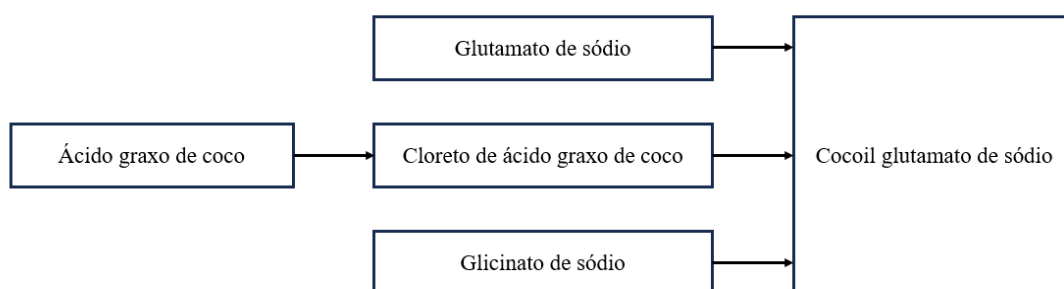 Glutamato de sódio
Ácido graxo de coco
Cloreto de ácido graxo de coco
Cocoil glutamato de sódio
Glicinato de sódio